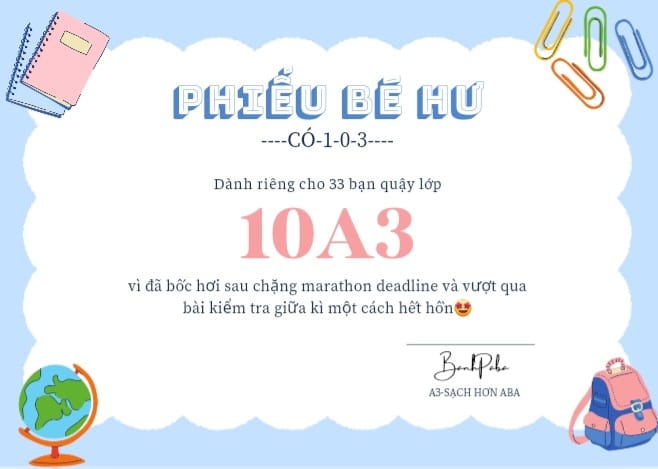 PHIẾU BÉ HƯ
----CÓ-1-0-3----
Dành riêng cho 33 bạn quậy lớp
10A3
vì đã bốc hơi sau chặng marathon deadline và vượt qua
bài kiểm tra giữa kì một cách hết hồn🤩
BanhPaba
A3-SẠCH HƠN ABA